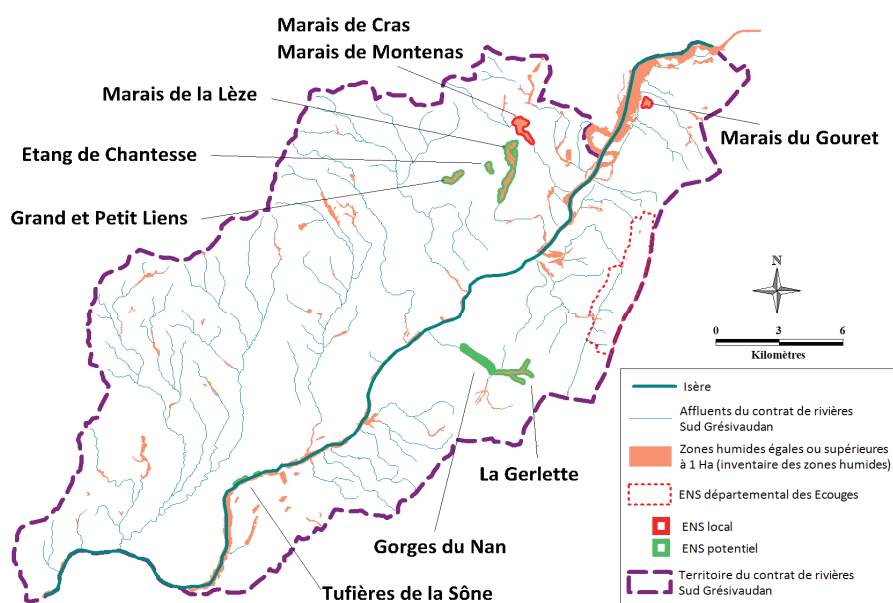 Marais de Cras
Marais de Montenas
Marais de la Lèze
Marais du Gouret
Etang de Chantesse
Grand et Petit Liens
N
0 3 6
Kilomètres
La Gerlette
Gorges du Nan
Tufières de la Sône
Isère
Affluents du contrat de rivières
Sud Grésivaudan
Zones humides égales ou supérieures
à 1 Ha (inventaire des zones humides)
ENS départemental des Ecouges
ENS local
ENS potentiel
Territoire du contrat de rivières
Sud Grésivaudan